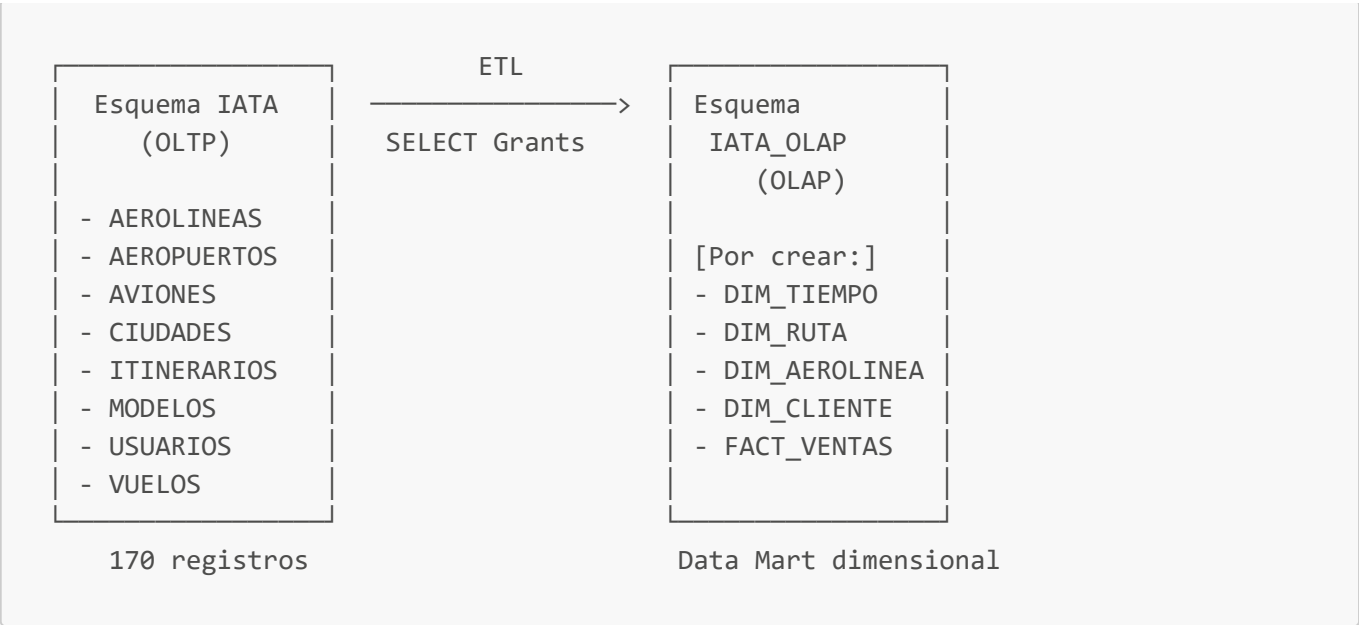 ETL
Esquema IATA ────────────────> Esquema
(OLTP) SELECT Grants IATA_OLAP
(OLAP)
- AEROLINEAS
- AEROPUERTOS [Por crear:]
- AVIONES - DIM_TIEMPO
- CIUDADES - DIM_RUTA
- ITINERARIOS - DIM_AEROLINEA
- MODELOS - DIM_CLIENTE
- USUARIOS - FACT_VENTAS
- VUELOS
170 registros Data Mart dimensional